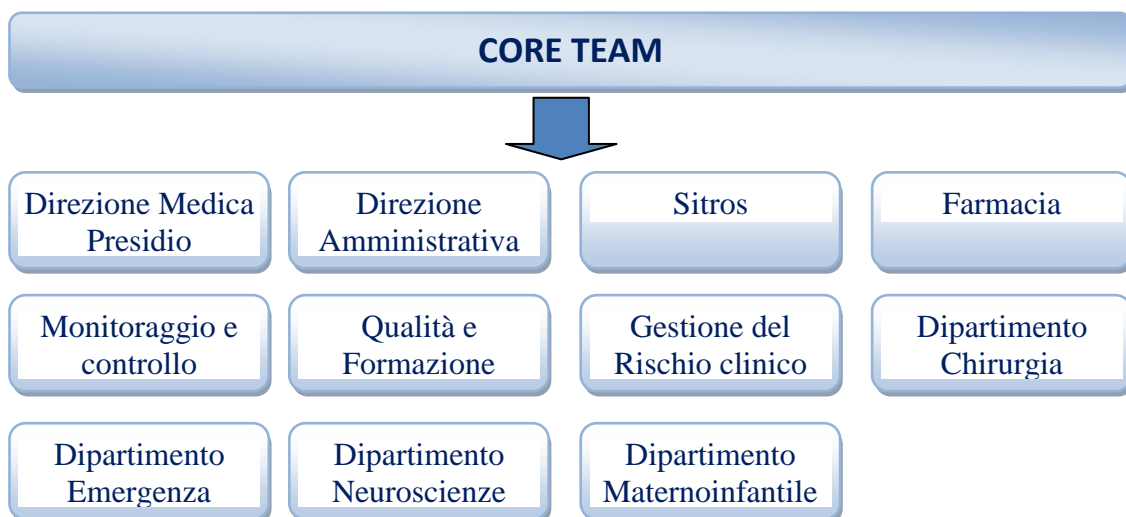 CORE TEAM
Direzione Medica
Presidio
Direzione
Amministrativa
Sitros
Farmacia
Monitoraggio e
controllo
Qualità e
Formazione
Gestione del
Rischio clinico
Dipartimento
Chirurgia
Dipartimento
Emergenza
Dipartimento
Neuroscienze
Dipartimento
Maternoinfantile